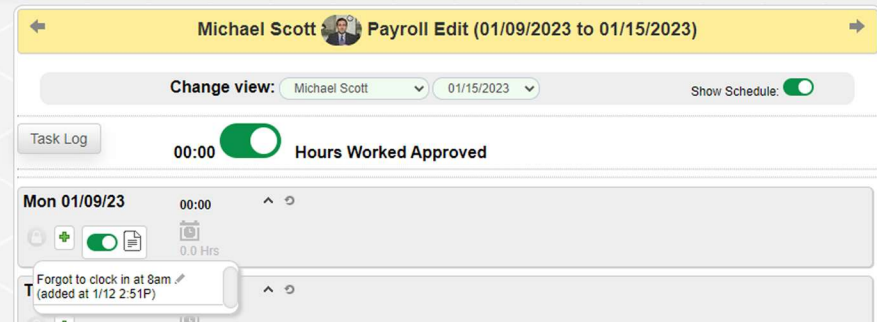 Michael Scott Payroll Edit (01/09/2023 to 01/15/2023)
Change view: Michael Scott 01/15/2023 Show Schedule:
Task Log
00:00 Hours Worked Approved
Mon 01/09/23 00:00
0.0 Hrs
Forgot to clock in at 8am
(added at 1/12 2:51P)
T